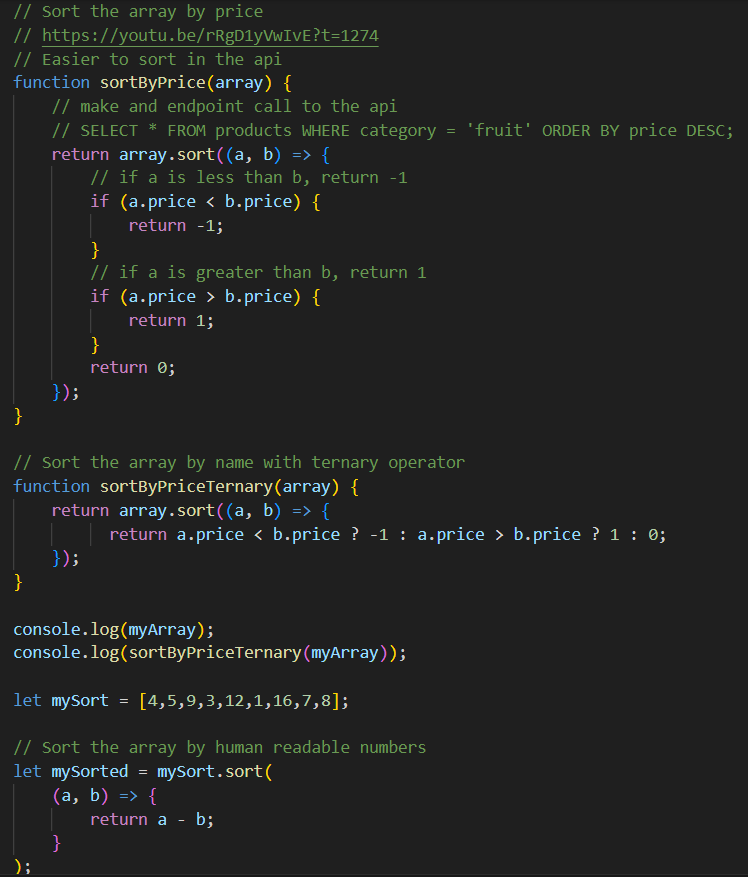 // Sort the array by price
// https://youtu.be/rRgD1yVwIvE?t=1274
// Easier to sort in the api
function sortByPrice(array) {
    // make and endpoint call to the api
    // SELECT * FROM products WHERE category = 'fruit' ORDER BY price DESC;
    return array.sort((a, b) => {
        // if a is less than b, return -1
        if (a.price < b.price) {
            return -1;
        }
        // if a is greater than b, return 1
        if (a.price > b.price) {
            return 1;
        }
        return 0;
    });
}

// Sort the array by name with ternary operator
function sortByPriceTernary(array) {
    return array.sort((a, b) => {
          return a.price < b.price ? -1 : a.price > b.price ? 1 : 0;
    });
}

console.log(myArray);
console.log(sortByPriceTernary(myArray));

let mySort = [4,5,9,3,12,1,16,7,8];

// Sort the array by human readable numbers
let mySorted = mySort.sort(
    (a, b) => {
        return a - b;
    }
);